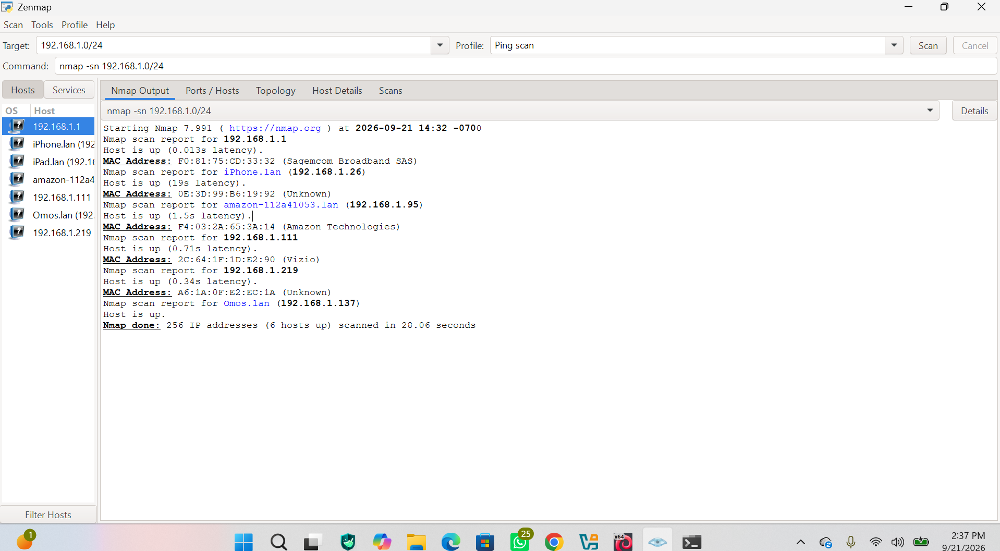 Zenmap
Scan Tools Profile Help
Target: 192.168.1.0/24 Profile: Ping scan Scan Cancel
Command: nmap -sn 192.168.1.0/24
Hosts Services
Nmap Output Ports / Hosts Topology Host Details Scans
OS Host
nmap -sn 192.168.1.0/24 Details
192.168.1.1
iPhone.lan (192
iPad.lan (192.16
amazon-112a4
192.168.1.111
Omos.lan (192.
192.168.1.219
Starting Nmap 7.991 ( https://nmap.org ) at 2026-09-21 14:32 -0700
Nmap scan report for 192.168.1.1
Host is up (0.013s latency).
MAC Address: F0:81:75:CD:33:32 (Sagemcom Broadband SAS)
Nmap scan report for iPhone.lan (192.168.1.26)
Host is up (19s latency).
MAC Address: 0E:3D:99:B6:19:92 (Unknown)
Nmap scan report for amazon-112a41053.lan (192.168.1.95)
Host is up (1.5s latency).
MAC Address: F4:03:2A:65:3A:14 (Amazon Technologies)
Nmap scan report for 192.168.1.111
Host is up (0.71s latency).
MAC Address: 2C:64:1F:1D:E2:90 (Vizio)
Nmap scan report for 192.168.1.219
Host is up (0.34s latency).
MAC Address: A6:1A:0F:E2:EC:1A (Unknown)
Nmap scan report for Omos.lan (192.168.1.137)
Host is up.
Nmap done: 256 IP addresses (6 hosts up) scanned in 28.06 seconds
Filter Hosts
1
25
x64
2:37 PM
9/21/2026